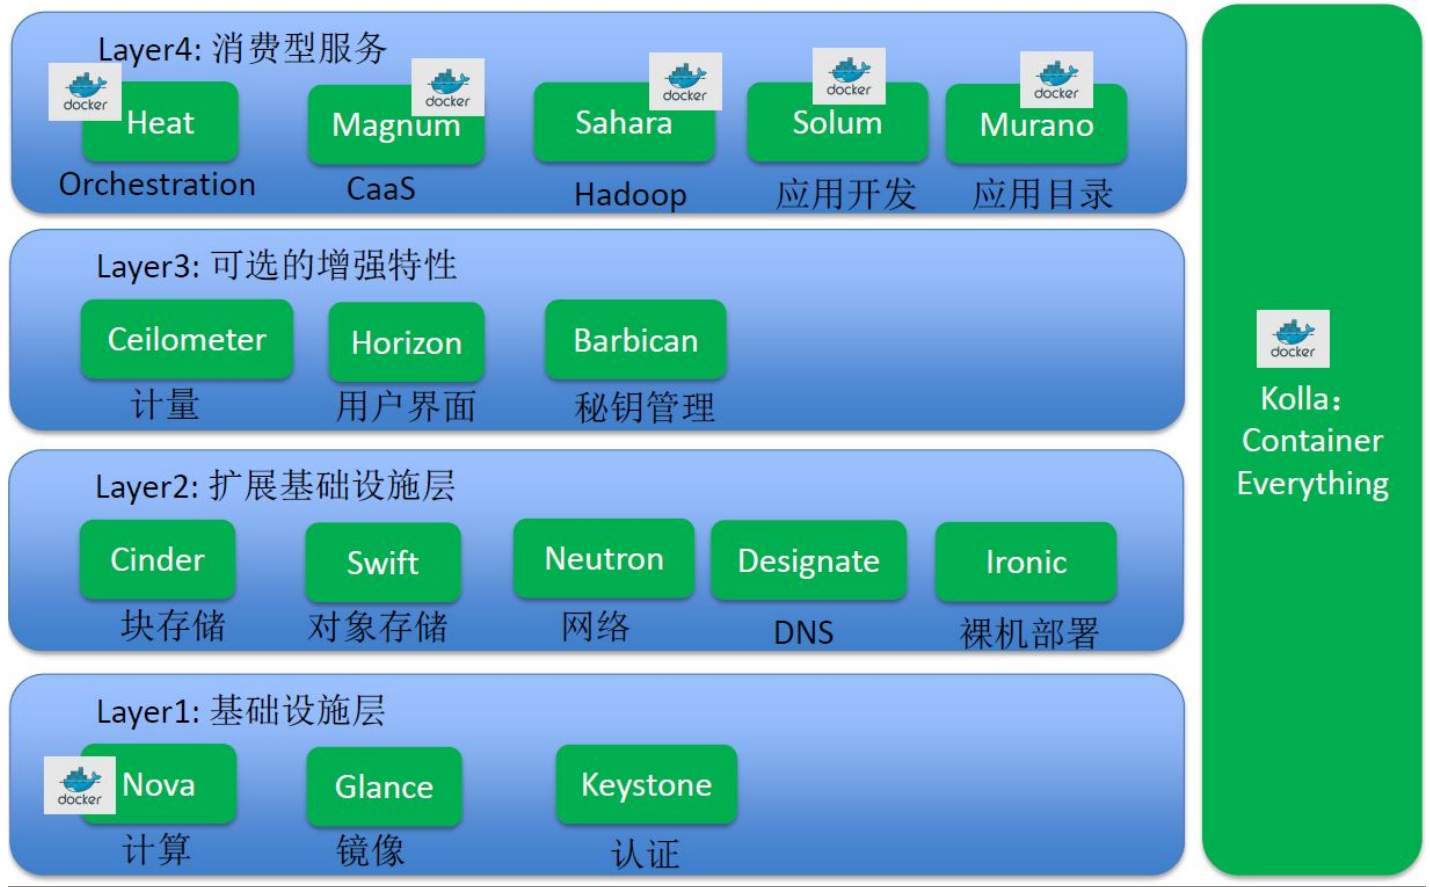 Layer4: 消费型服务
docker
docker
docker
docker
docker
Heat
Magnum
Sahara
Solum
Murano
Orchestration
CaaS
Hadoop
应用开发
应用目录
Layer3: 可选的增强特性
Ceilometer
Horizon
Barbican
计量
用户界面
秘钥管理
Layer2: 扩展基础设施层
Cinder
Swift
Neutron
Designate
Ironic
块存储
对象存储
网络
DNS
裸机部署
Layer1: 基础设施层
docker
Nova
Glance
Keystone
计算
镜像
认证
docker
Kolla：
Container
Everything